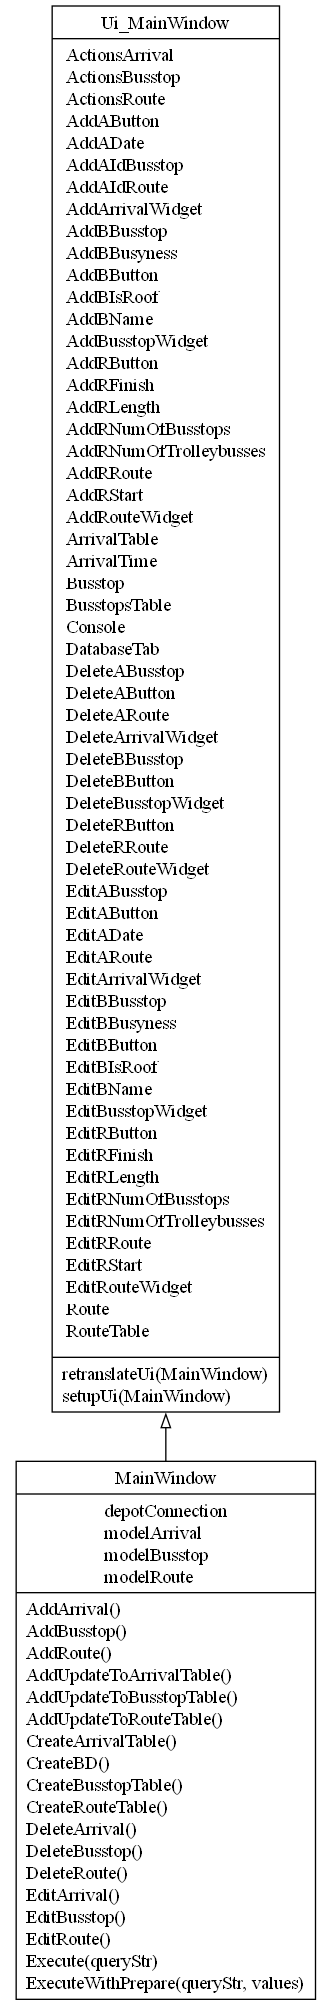 Ui_MainWindow
ActionsArrival
ActionsBusstop
ActionsRoute
AddAButton
AddADate
AddAIdBusstop
AddAIdRoute
AddArrivalWidget
AddBBusstop
AddBBusyness
AddBButton
AddBIsRoof
AddBName
AddBusstopWidget
AddRButton
AddRFinish
AddRLength
AddRNumOfBusstops
AddRNumOfTrolleybusses
AddRRoute
AddRStart
AddRouteWidget
ArrivalTable
ArrivalTime
Busstop
BusstopsTable
Console
DatabaseTab
DeleteABusstop
DeleteAButton
DeleteARoute
DeleteArrivalWidget
DeleteBBusstop
DeleteBButton
DeleteBusstopWidget
DeleteRButton
DeleteRRoute
DeleteRouteWidget
EditABusstop
EditAButton
EditADate
EditARoute
EditArrivalWidget
EditBBusstop
EditBBusyness
EditBButton
EditBIsRoof
EditBName
EditBusstopWidget
EditRButton
EditRFinish
EditRLength
EditRNumOfBusstops
EditRNumOfTrolleybusses
EditRRoute
EditRStart
EditRouteWidget
Route
RouteTable
retranslateUi(MainWindow)
setupUi(MainWindow)
MainWindow
depotConnection
modelArrival
modelBusstop
modelRoute
AddArrival()
AddBusstop()
AddRoute()
AddUpdateToArrivalTable()
AddUpdateToBusstopTable()
AddUpdateToRouteTable()
CreateArrivalTable()
CreateBD()
CreateBusstopTable()
CreateRouteTable()
DeleteArrival()
DeleteBusstop()
DeleteRoute()
EditArrival()
EditBusstop()
EditRoute()
Execute(queryStr)
ExecuteWithPrepare(queryStr, values)